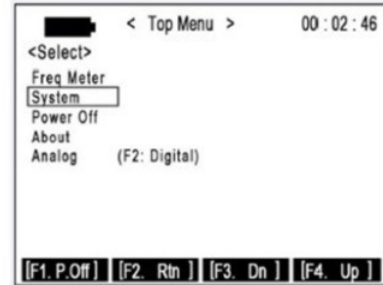 < Top Menu > 00 : 02 : 46
<Select>
Freq Meter
System
Power Off
About
Analog (F2: Digital)
[F1. P.Off ] [F2. Rtn ] [F3. Dn ] [F4. Up ]